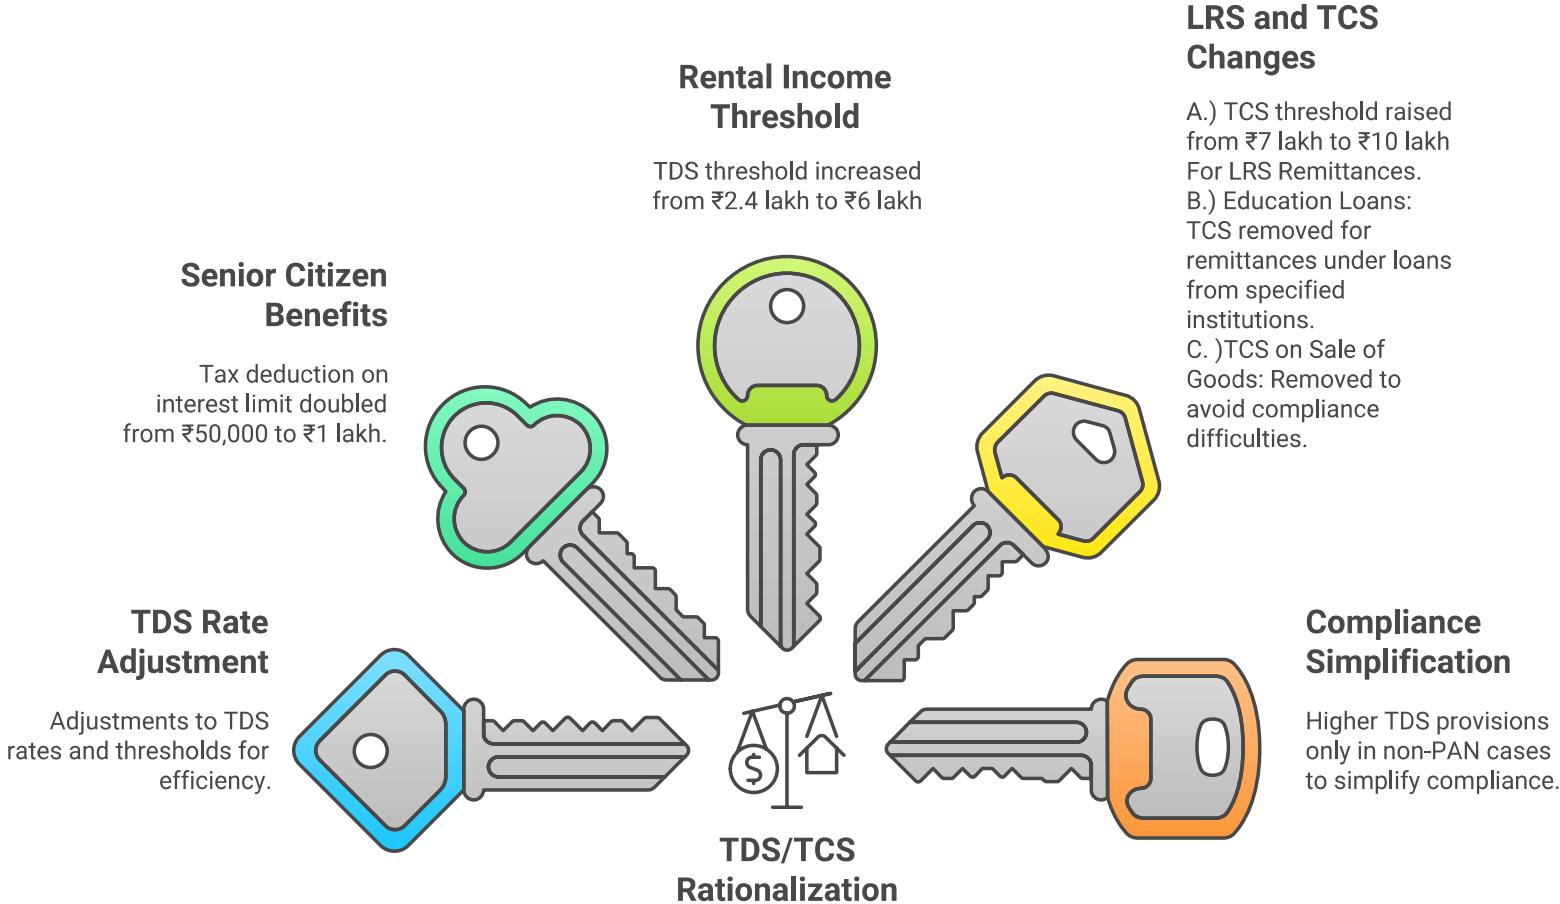 LRS and TCS
Changes
A.) TCS threshold raised
from ₹7 lakh to ₹10 lakh
For LRS Remittances.
B.) Education Loans:
TCS removed for
remittances under loans
from specified
institutions.
C. )TCS on Sale of
Goods: Removed to
avoid compliance
difficulties.
Rental Income
Threshold
TDS threshold increased
from ₹2.4 lakh to ₹6 lakh
Senior Citizen
Benefits
Tax deduction on
interest limit doubled
from ₹50,000 to ₹1 lakh.
TDS Rate
Adjustment
Adjustments to TDS
rates and thresholds for
efficiency.
Compliance
Simplification
Higher TDS provisions
only in non-PAN cases
to simplify compliance.
$
TDS/TCS
Rationalization